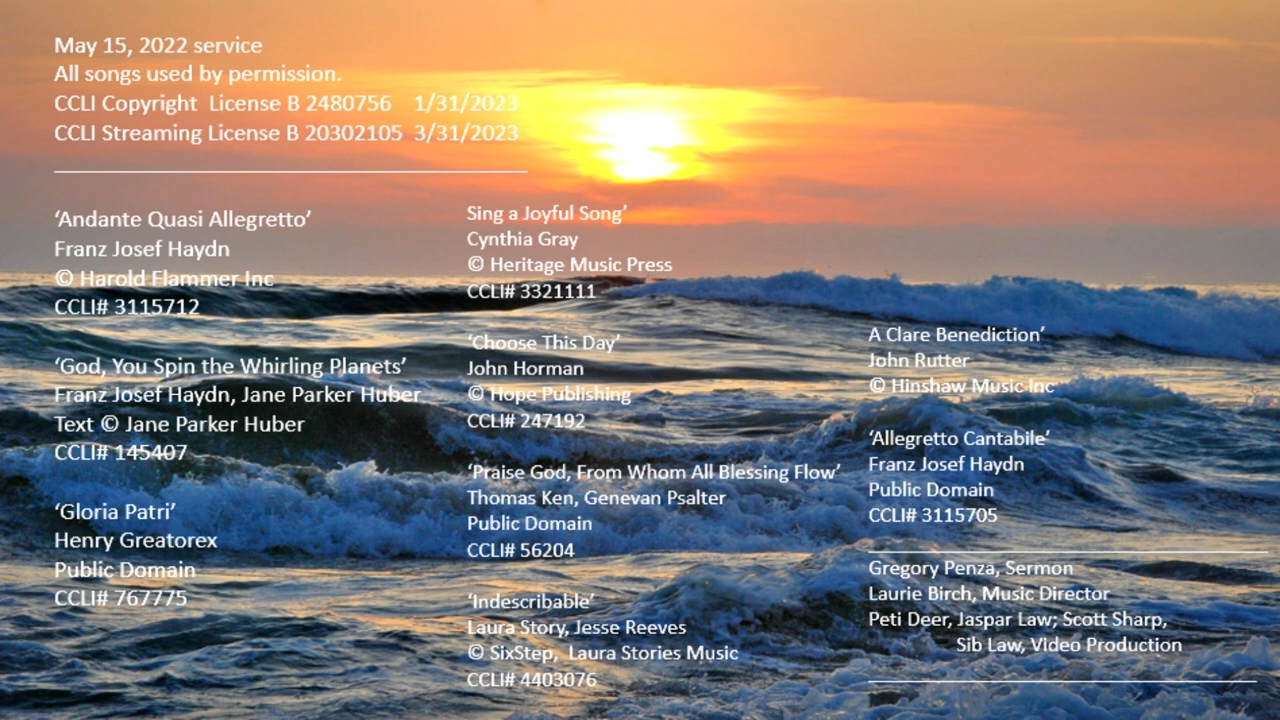 May 15, 2022 service
All songs used by permission.
CCLI Copyright License B 2480756 1/31/2023
CCLI Streaming License B 20302105 3/31/2023
‘Andante Quasi Allegretto’
Franz Josef Haydn
© Harold Flammer Inc
CCLI# 3115712
‘God, You Spin the Whirling Planets’
Franz Josef Haydn, Jane Parker Huber
Text © Jane Parker Huber
CCLI# 145407
‘Gloria Patri’
Henry Greatorex
Public Domain
CCLI# 767775
Sing a Joyful Song’
Cynthia Gray
© Heritage Music Press
CCLI# 3321111
‘Choose This Day’
John Horman
© Hope Publishing
CCLI# 247192
‘Praise God, From Whom All Blessing Flow’
Thomas Ken, Genevan Psalter
Public Domain
CCLI# 56204
‘Indescribable’
Laura Story, Jesse Reeves
© SixStep, Laura Stories Music
CCLI# 4403076
A Clare Benediction’
John Rutter
© Hinshaw Music Inc
‘Allegretto Cantabile’
Franz Josef Haydn
Public Domain
CCLI# 3115705
Gregory Penza, Sermon
Laurie Birch, Music Director
Peti Deer, Jaspar Law; Scott Sharp,
Sib Law, Video Production